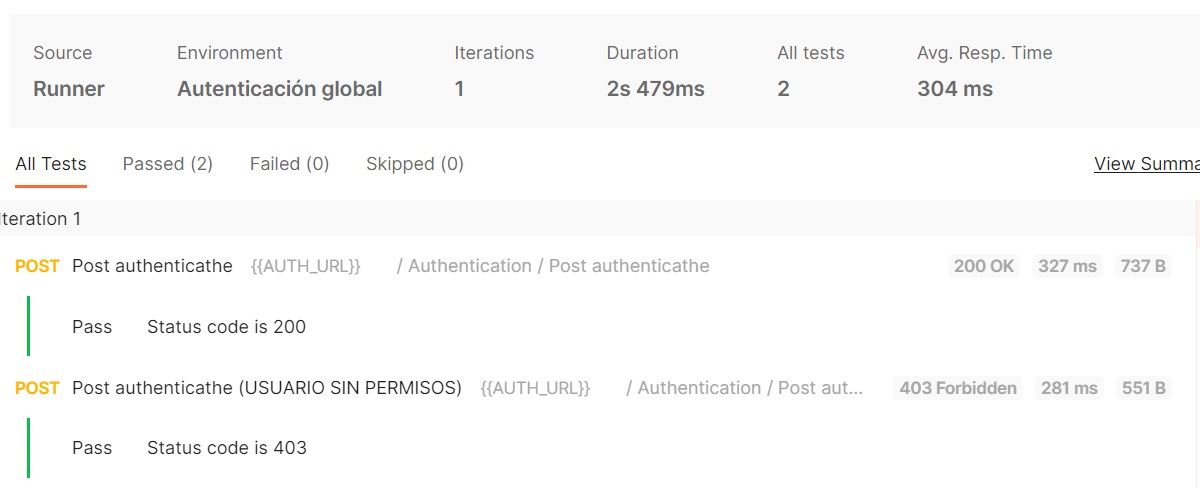 Source Environment Iterations Duration All tests Avg. Resp. Time
Runner Autenticación global 1 2s 479ms 2 304 ms
All Tests Passed (2) Failed (0) Skipped (0) View Summa
Iteration 1
POST Post authenticathe {{AUTH_URL}} / Authentication / Post authenticathe 200 OK 327 ms 737 B
Pass Status code is 200
POST Post authenticathe (USUARIO SIN PERMISOS) {{AUTH_URL}} / Authentication / Post aut... 403 Forbidden 281 ms 551 B
Pass Status code is 403